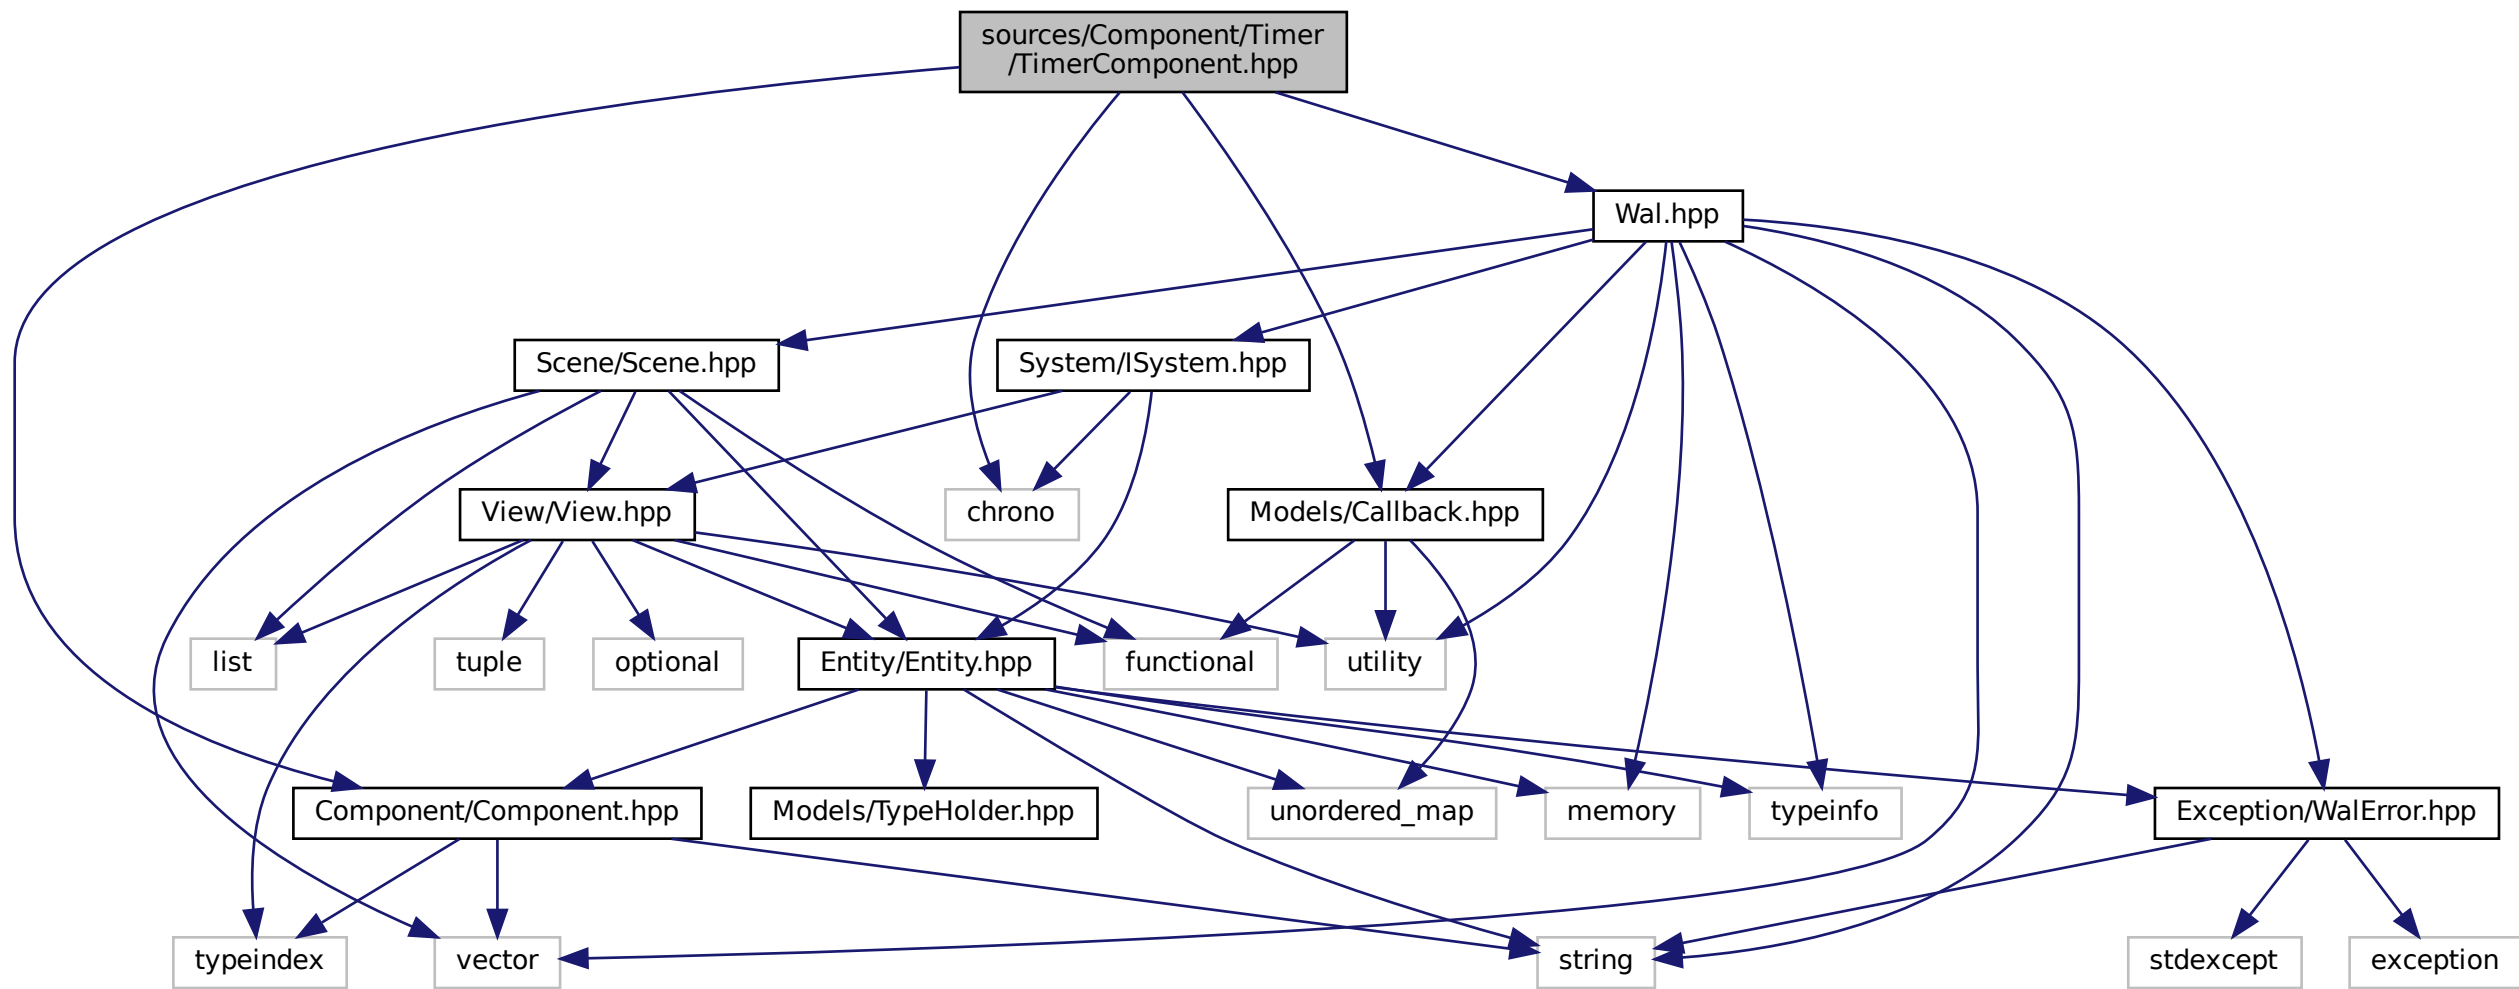 sources/Component/Timer
/TimerComponent.hpp
Wal.hpp
Scene/Scene.hpp
System/ISystem.hpp
View/View.hpp
chrono
Models/Callback.hpp
list
tuple
optional
Entity/Entity.hpp
functional
utility
Component/Component.hpp
Models/TypeHolder.hpp
unordered_map
memory
typeinfo
Exception/WalError.hpp
typeindex
vector
string
stdexcept
exception